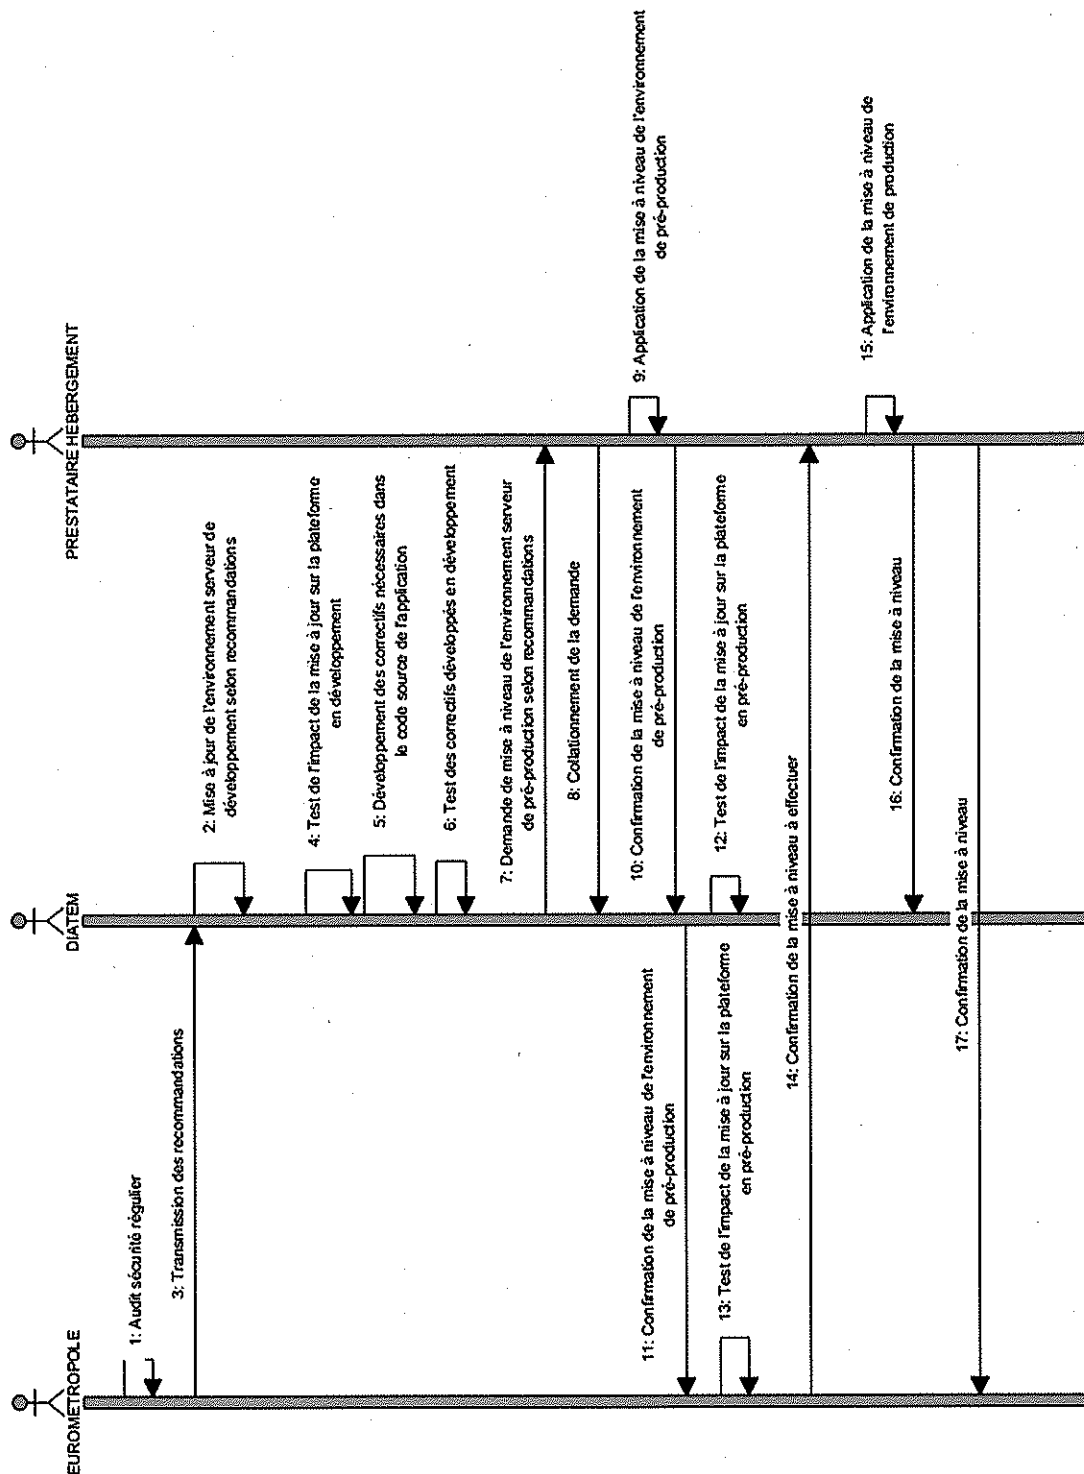 EUROMETROPOLE
DIATEM
PRESTATAIRE HEBERGEMENT
1: Audit sécurité régulier
3: Transmission des recommandations
2: Mise à jour de l'environnement serveur de
développement selon recommandations
4: Test de l'impact de la mise à jour sur la plateforme
en développement
5: Développement des correctifs nécessaires dans
le code source de l'application
6: Test des correctifs développés en développement
7: Demande de mise à niveau de l'environnement serveur
de pré-production selon recommandations
8: Collationnement de la demande
9: Application de la mise à niveau de l'environnement
de pré-production
10: Confirmation de la mise à niveau de l'environnement
de pré-production
11: Confirmation de la mise à niveau de l'environnement
de pré-production
12: Test de l'impact de la mise à jour sur la plateforme
en pré-production
13: Test de l'impact de la mise à jour sur la plateforme
en pré-production
14: Confirmation de la mise à niveau à effectuer
15: Application de la mise à niveau de
l'environnement de production
16: Confirmation de la mise à niveau
17: Confirmation de la mise à niveau